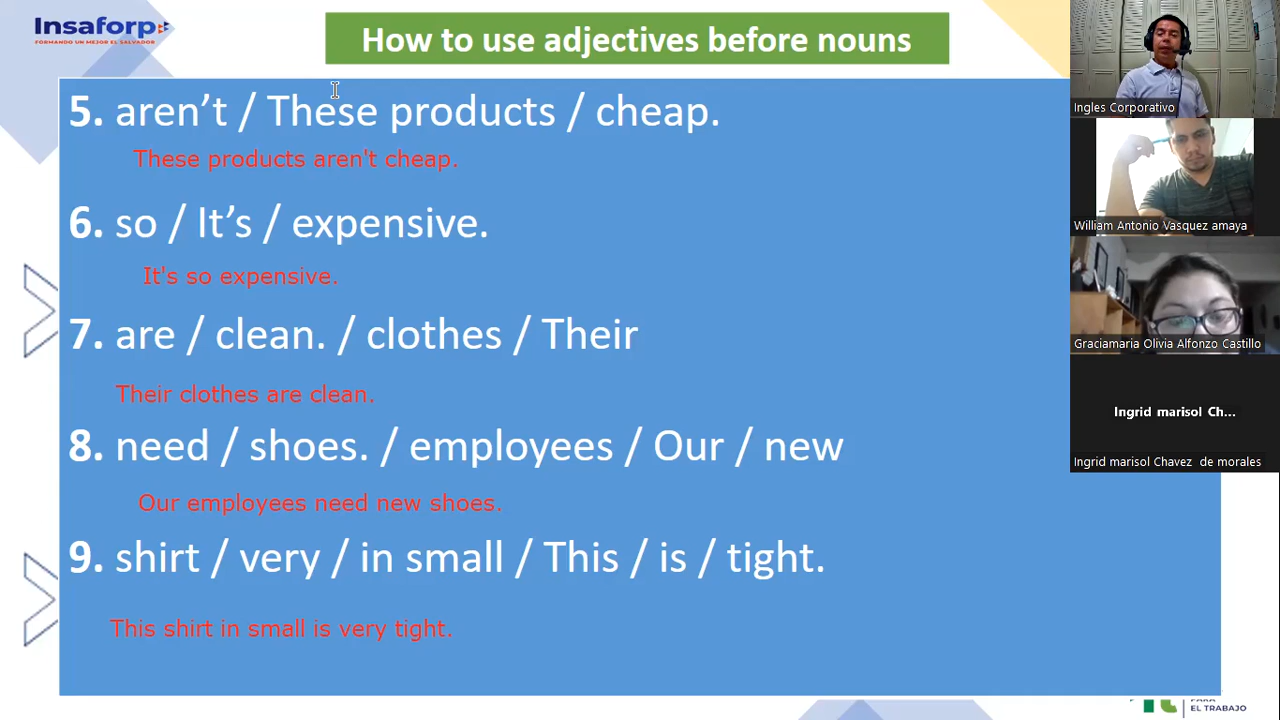 Insaforp
FORMANDO UN MEJOR EL SALVADOR
How to use adjectives before nouns
5. aren't / These products / cheap.
These products aren't cheap.
6. so / It's / expensive.
It's so expensive.
7. are / clean. / clothes / Their
Their clothes are clean.
8. need / shoes. / employees / Our / new
Our employees need new shoes.
9. shirt / very / in small / This / is / tight.
This shirt in small is very tight.
Ingles Corporativo
William Antonio Vasquez amaya
Graciamaria Olivia Alfonzo Castillo
Ingrid marisol Ch...
Ingrid marisol Chavez de morales
EL TRABAJO